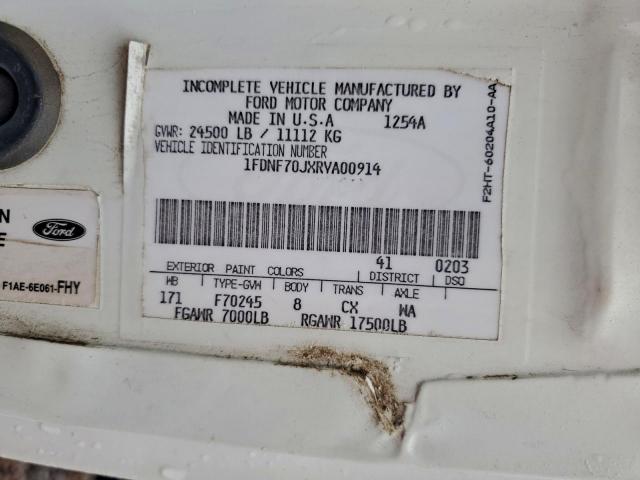 INCOMPLETE VEHICLE MANUFACTURED BY
FORD MOTOR COMPANY
MADE IN U.S.A 1254A
GVWR: 24500 LB / 11112 KG
VEHICLE IDENTIFICATION NUMBER
1FDNF70JXRVA00914
41 0203
EXTERIOR PAINT COLORS DISTRICT DSO
WB TYPE-GVW BODY TRANS AXLE
171 F70245 8 CX WA
FGAWR 7000LB RGAWR 17500LB
F2HT-60204A10-AA
N
Ford
E
F1AE-6E061-FHY